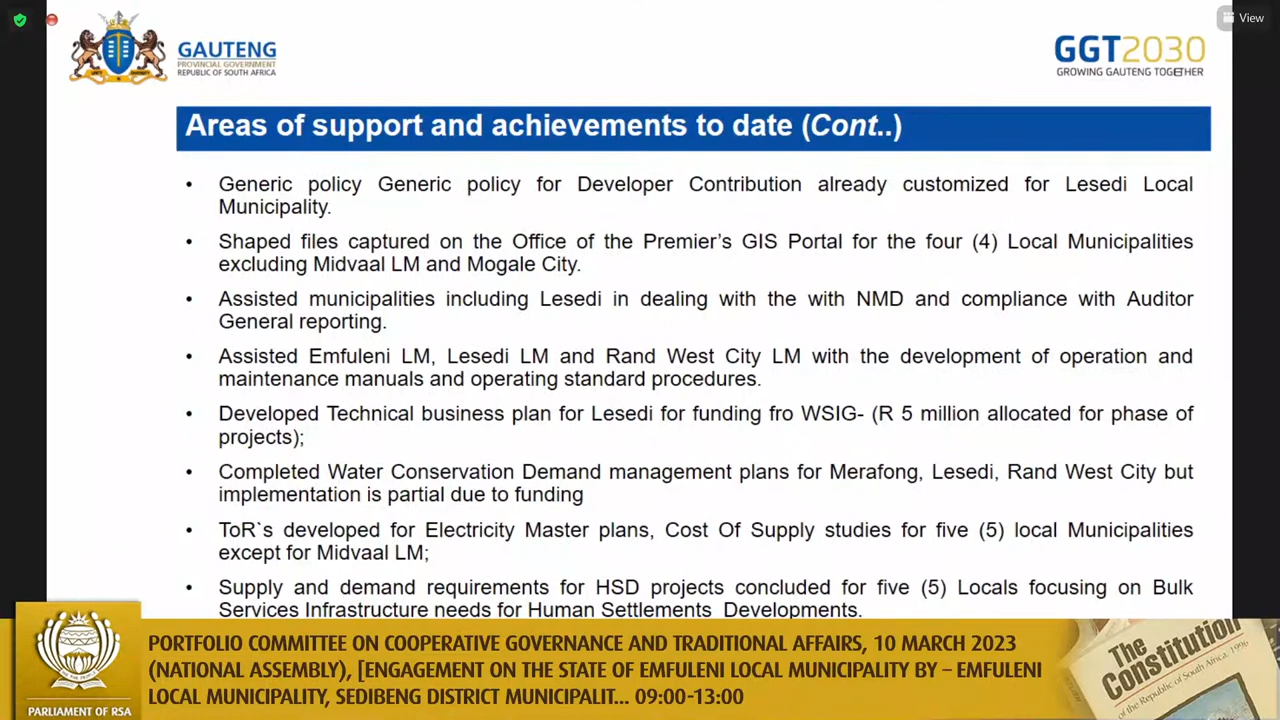 View
GAUTENG
PROVINCIAL GOVERNMENT
REPUBLIC OF SOUTH AFRICA
GGT2030
GROWING GAUTENG TOGETHER
Areas of support and achievements to date (Cont..)
• Generic policy Generic policy for Developer Contribution already customized for Lesedi Local
Municipality.
• Shaped files captured on the Office of the Premier’s GIS Portal for the four (4) Local Municipalities
excluding Midvaal LM and Mogale City.
• Assisted municipalities including Lesedi in dealing with the with NMD and compliance with Auditor
General reporting.
• Assisted Emfuleni LM, Lesedi LM and Rand West City LM with the development of operation and
maintenance manuals and operating standard procedures.
• Developed Technical business plan for Lesedi for funding fro WSIG- (R 5 million allocated for phase of
projects);
• Completed Water Conservation Demand management plans for Merafong, Lesedi, Rand West City but
implementation is partial due to funding
• ToR`s developed for Electricity Master plans, Cost Of Supply studies for five (5) local Municipalities
except for Midvaal LM;
• Supply and demand requirements for HSD projects concluded for five (5) Locals focusing on Bulk
Services Infrastructure needs for Human Settlements Developments.
PARLIAMENT OF RSA
PORTFOLIO COMMITTEE ON COOPERATIVE GOVERNANCE AND TRADITIONAL AFFAIRS, 10 MARCH 2023
(NATIONAL ASSEMBLY), [ENGAGEMENT ON THE STATE OF EMFULENI LOCAL MUNICIPALITY BY – EMFULENI
LOCAL MUNICIPALITY, SEDIBENG DISTRICT MUNICIPALIT... 09:00-13:00
The
Constitution
of the Republic of South Africa, 1996